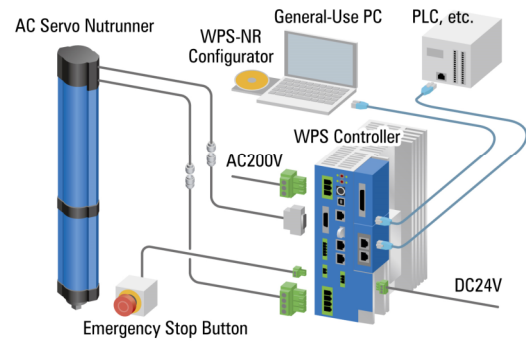 AC Servo Nutrunner
General-Use PC
PLC, etc.
WPS-NR
Configurator
WPS Controller
AC200V
DC24V
Emergency Stop Button